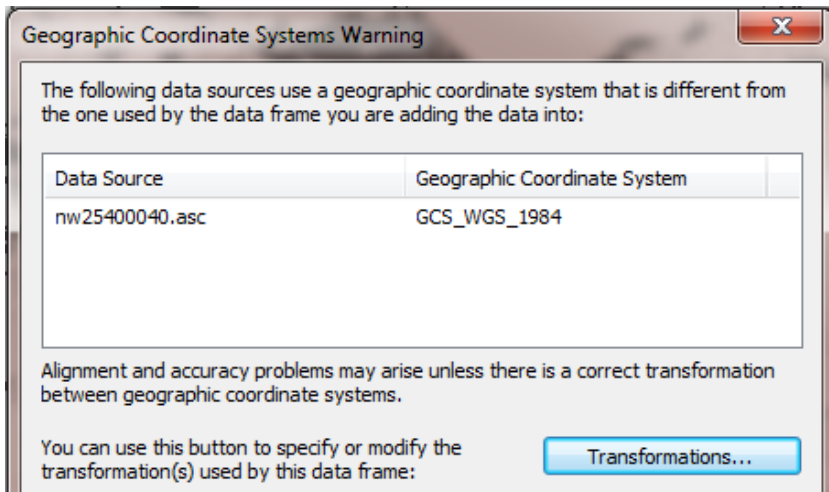 Geographic Coordinate Systems Warning
The following data sources use a geographic coordinate system that is different from
the one used by the data frame you are adding the data into:
Data Source Geographic Coordinate System
nw25400040.asc GCS_WGS_1984
Alignment and accuracy problems may arise unless there is a correct transformation
between geographic coordinate systems.
You can use this button to specify or modify the
transformation(s) used by this data frame:
Transformations...